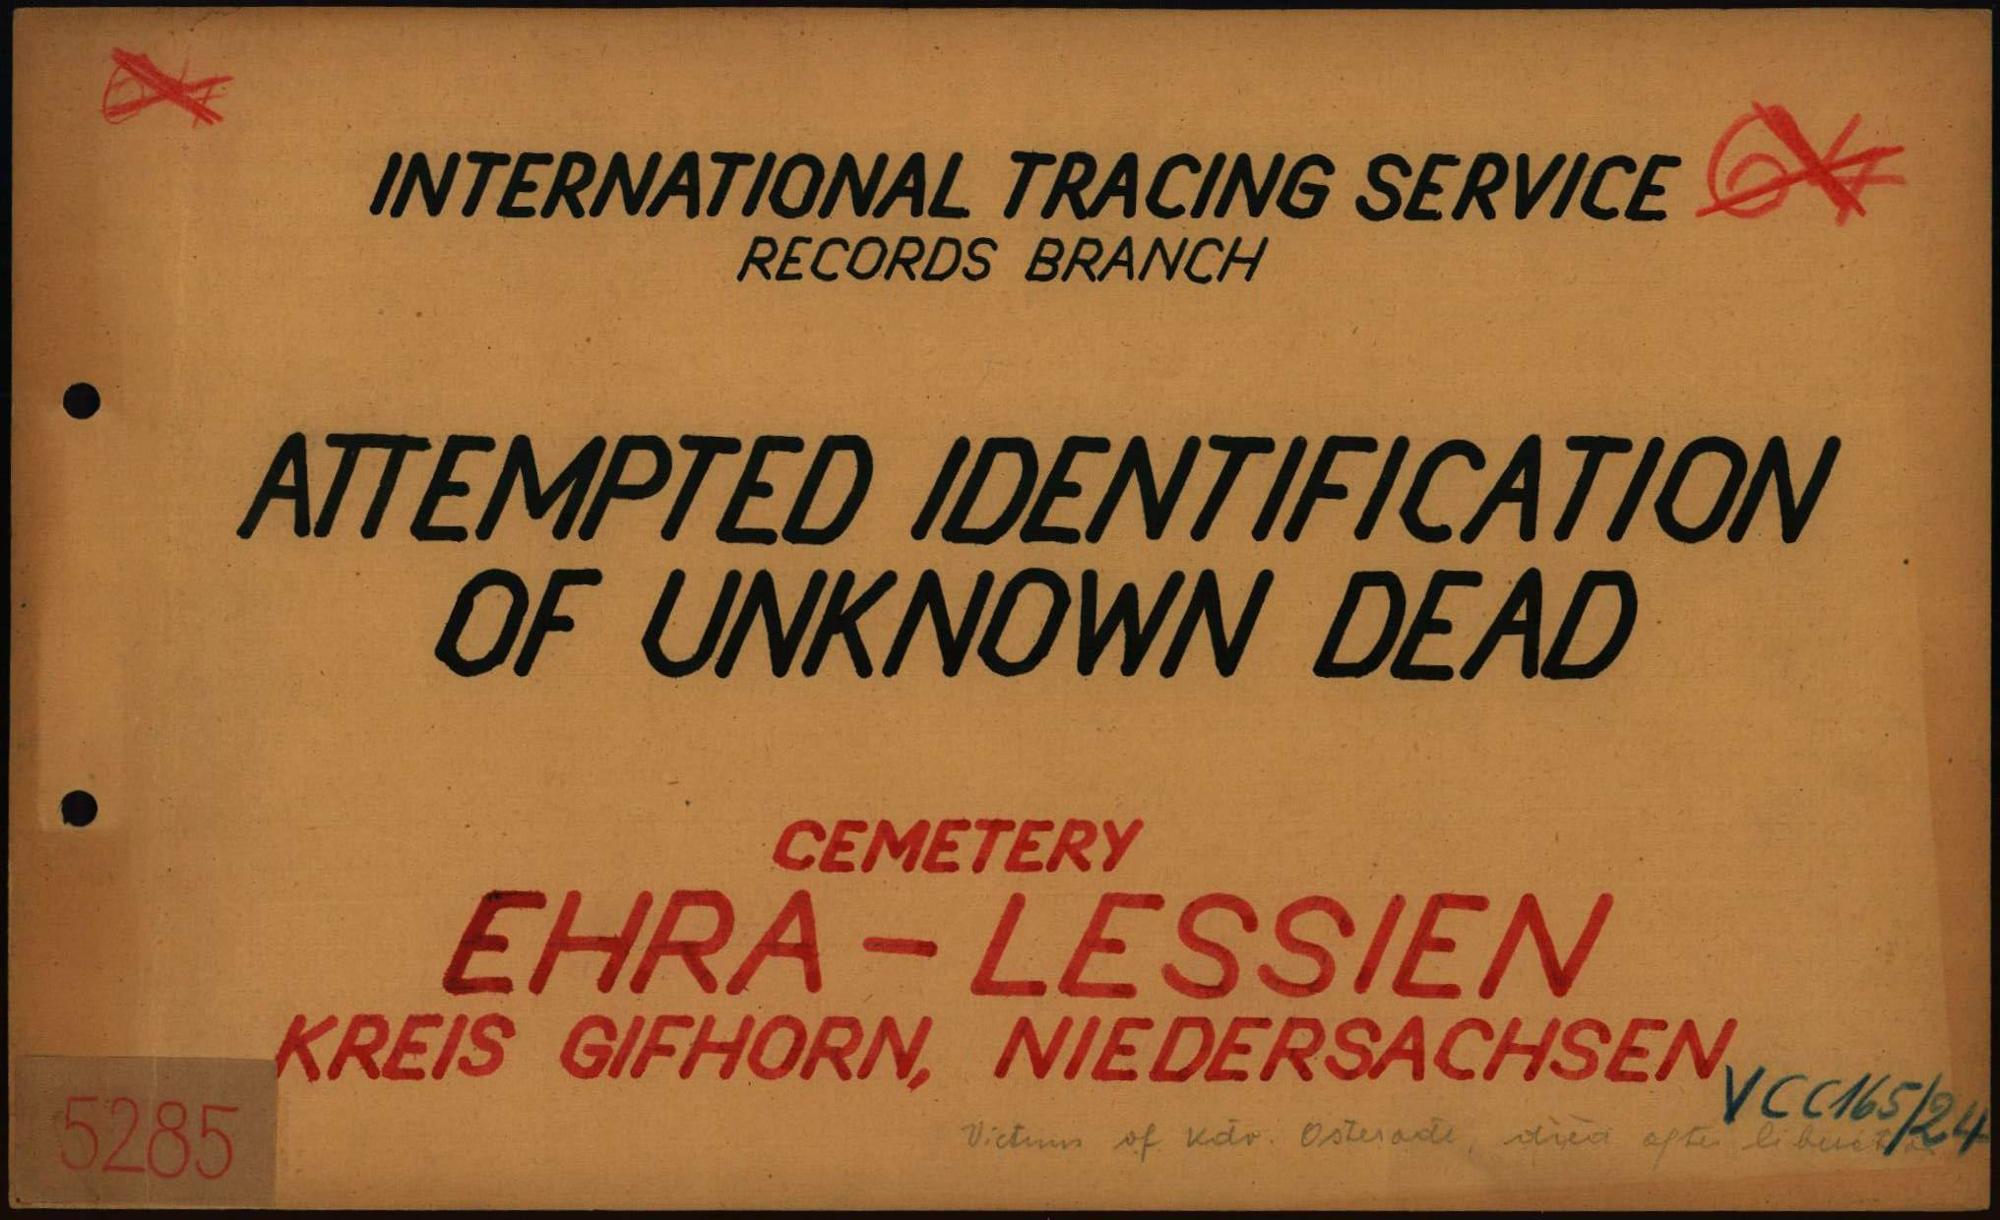 INTERNATIONAL TRACING SERVICE
RECORDS BRANCH
ATTEMPTED IDENTIFICATION
OF UNKNOWN DEAD
CEMETERY
EHRA - LESSIEN
KREIS GIFHORN, NIEDERSACHSEN
VCC165/24
Victims of Kdo. Osterode, died after liberation
5285